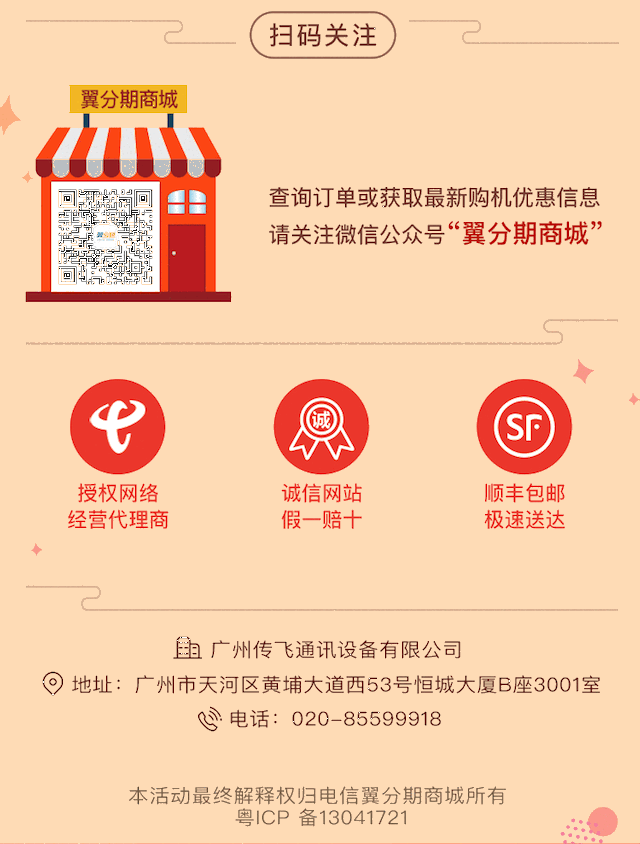 扫码关注
翼分期商城
查询订单或获取最新购机优惠信息
请关注微信公众号“翼分期商城”
诚
SF
授权网络
经营代理商
诚信网站
假一赔十
顺丰包邮
极速送达
广州传飞通讯设备有限公司
地址：广州市天河区黄埔大道西53号恒城大厦B座3001室
电话：020-85599918
本活动最终解释权归电信翼分期商城所有
粤ICP 备13041721